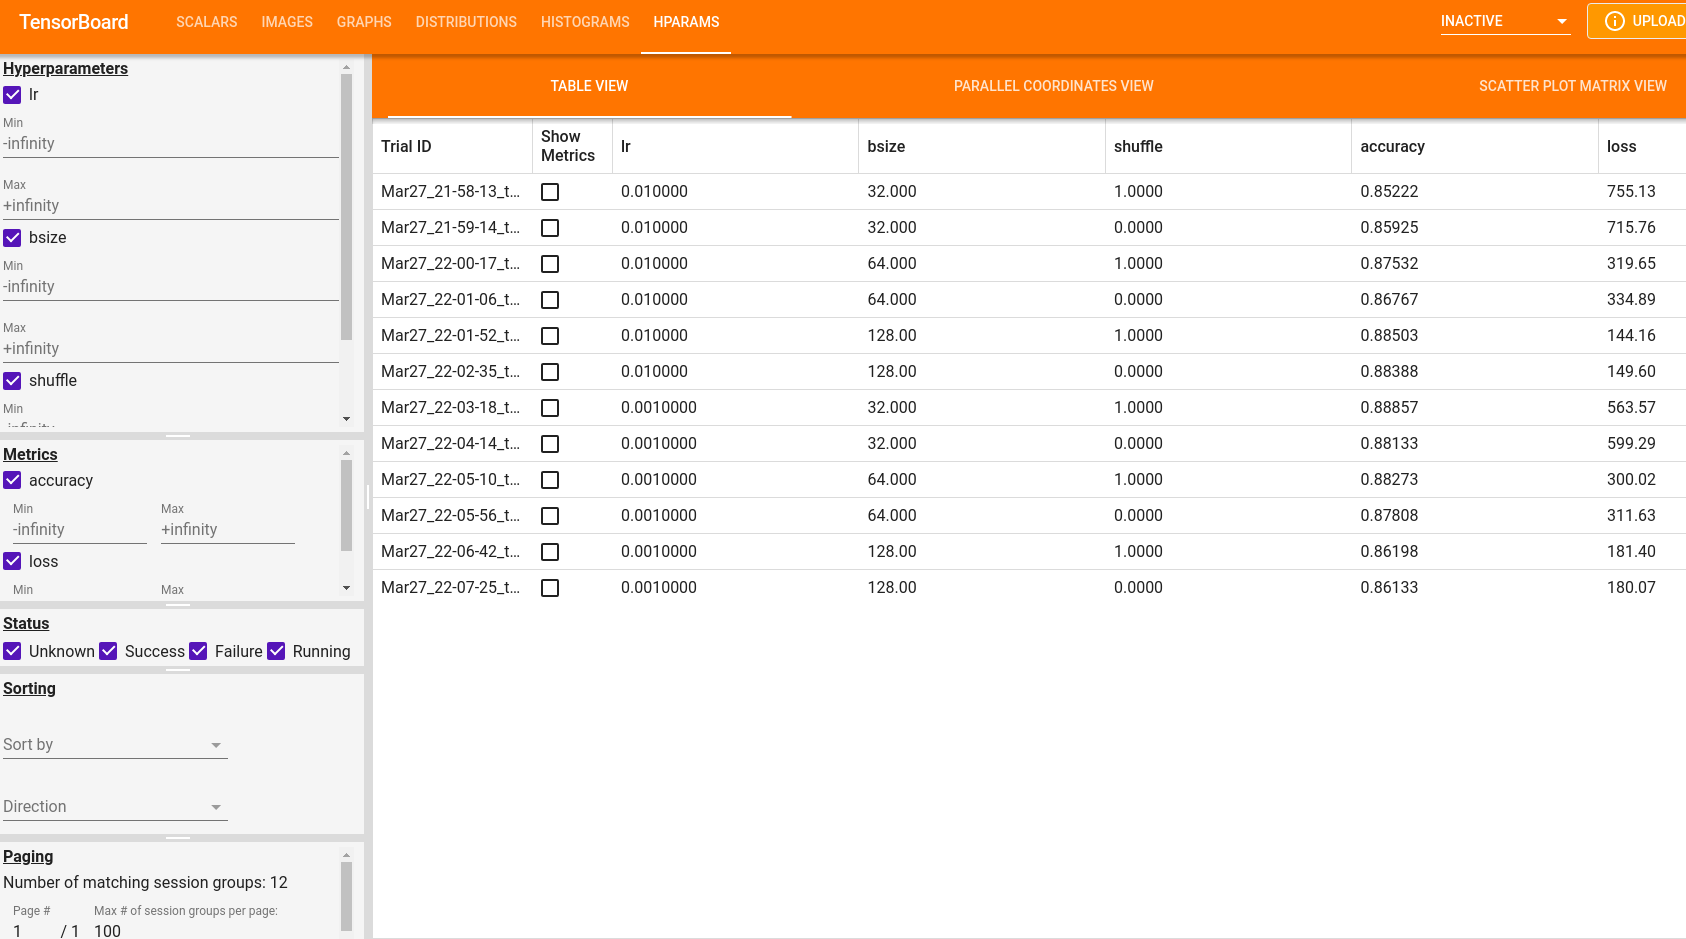 TensorBoard SCALARS IMAGES GRAPHS DISTRIBUTIONS HISTOGRAMS HPARAMS INACTIVE UPLOAD
Hyperparameters
lr
Min
-infinity
Max
+infinity
bsize
Min
-infinity
Max
+infinity
shuffle
Min
-infinity
Metrics
accuracy
Min Max
-infinity +infinity
loss
Min Max
Status
Unknown Success Failure Running
Sorting
Sort by
Direction
Paging
Number of matching session groups: 12
Page # Max # of session groups per page:
1 / 1 100
TABLE VIEW PARALLEL COORDINATES VIEW SCATTER PLOT MATRIX VIEW
Trial ID Show Metrics lr bsize shuffle accuracy loss
Mar27_21-58-13_t... 0.010000 32.000 1.0000 0.85222 755.13
Mar27_21-59-14_t... 0.010000 32.000 0.0000 0.85925 715.76
Mar27_22-00-17_t... 0.010000 64.000 1.0000 0.87532 319.65
Mar27_22-01-06_t... 0.010000 64.000 0.0000 0.86767 334.89
Mar27_22-01-52_t... 0.010000 128.00 1.0000 0.88503 144.16
Mar27_22-02-35_t... 0.010000 128.00 0.0000 0.88388 149.60
Mar27_22-03-18_t... 0.0010000 32.000 1.0000 0.88857 563.57
Mar27_22-04-14_t... 0.0010000 32.000 0.0000 0.88133 599.29
Mar27_22-05-10_t... 0.0010000 64.000 1.0000 0.88273 300.02
Mar27_22-05-56_t... 0.0010000 64.000 0.0000 0.87808 311.63
Mar27_22-06-42_t... 0.0010000 128.00 1.0000 0.86198 181.40
Mar27_22-07-25_t... 0.0010000 128.00 0.0000 0.86133 180.07